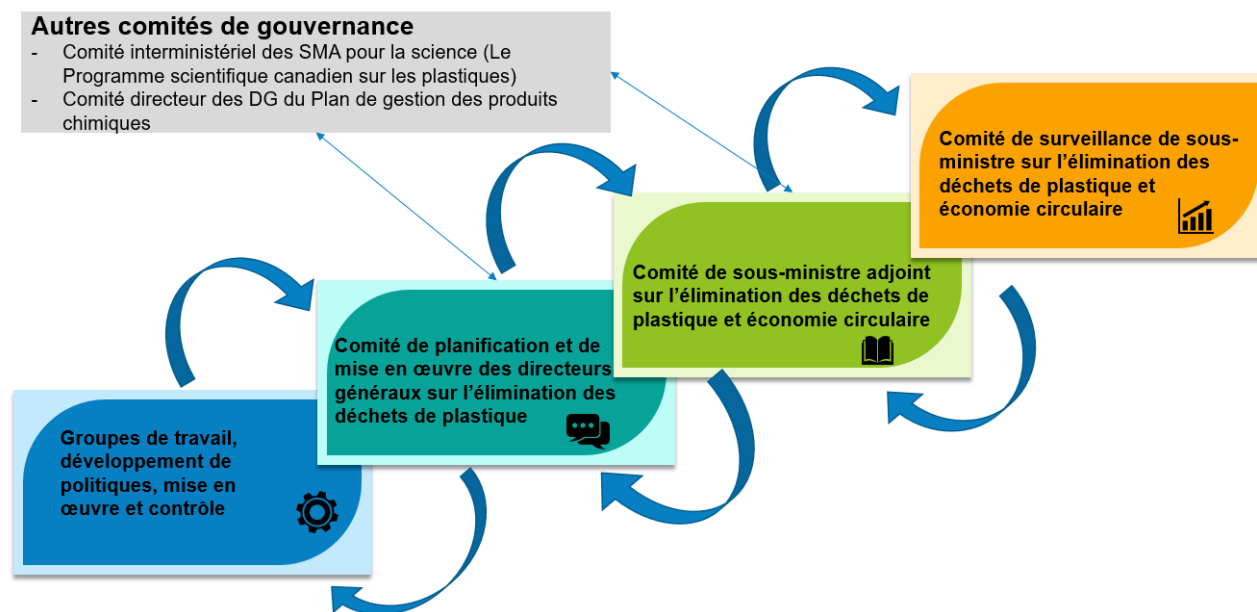 Autres comités de gouvernance
- Comité interministériel des SMA pour la science (Le
Programme scientifique canadien sur les plastiques)
- Comité directeur des DG du Plan de gestion des produits
chimiques
Comité de surveillance de sous-
ministre sur l’élimination des
déchets de plastique et
économie circulaire
Comité de sous-ministre adjoint
sur l’élimination des déchets de
plastique et économie circulaire
Comité de planification et de
mise en œuvre des directeurs
généraux sur l’élimination des
déchets de plastique
Groupes de travail,
développement de
politiques, mise en
œuvre et contrôle